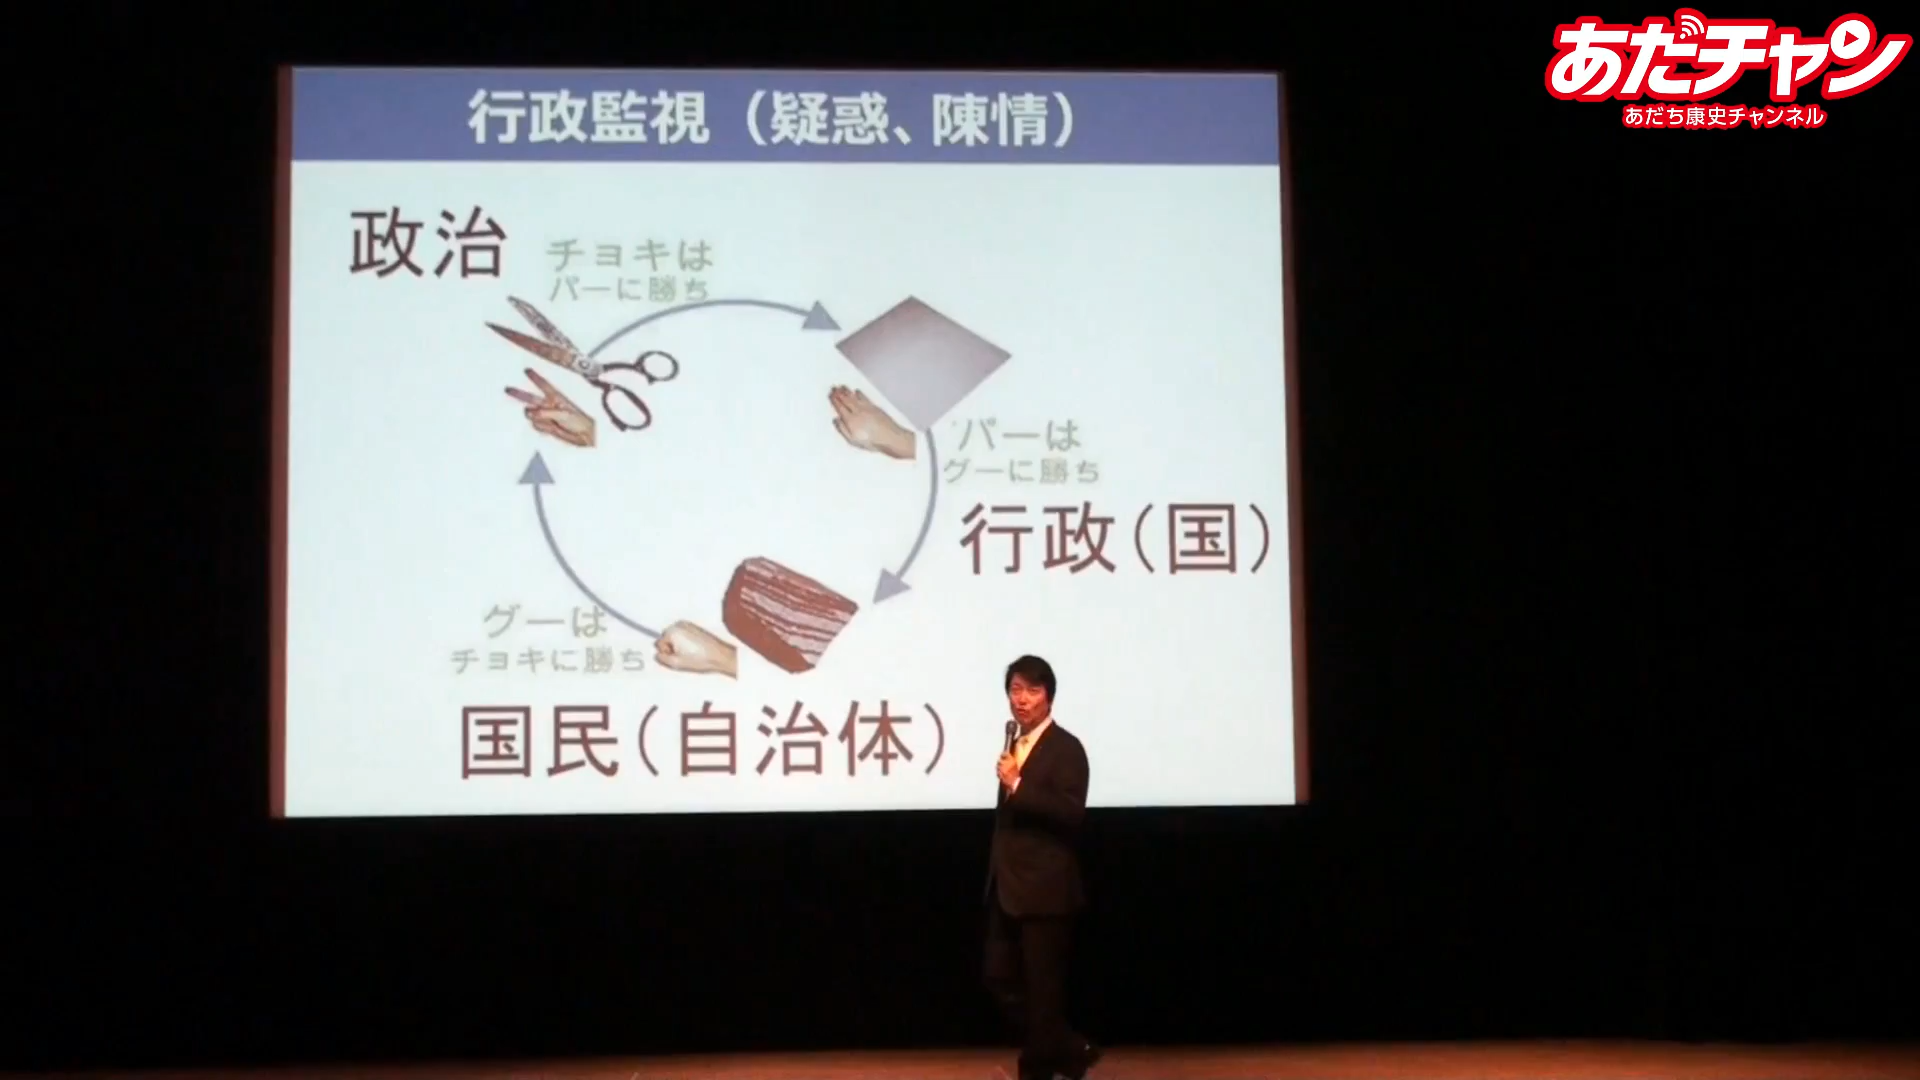 あだチャン
あだち康史チャンネル
行政監視（疑惑、陳情）
政治
チョキは
パーに勝ち
パーは
グーに勝ち
行政（国）
グーは
チョキに勝ち
国民（自治体）